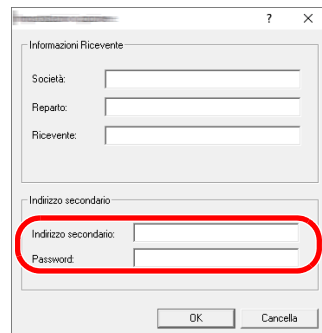 ?
Informazioni Ricevente
Società:
Reparto:
Ricevente:
Indirizzo secondario
Indirizzo secondario:
Password:
OK Cancella